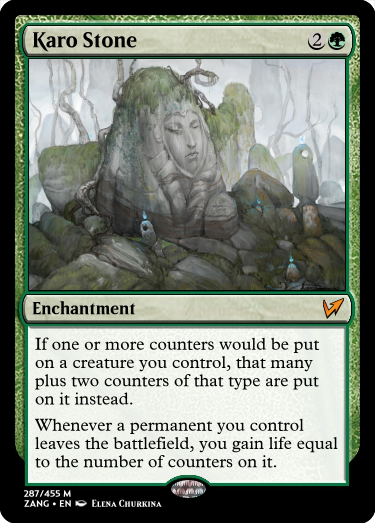 Karo Stone 2
Enchantment
If one or more counters would be put
on a creature you control, that many
plus two counters of that type are put
on it instead.
Whenever a permanent you control
leaves the battlefield, you gain life equal
to the number of counters on it.
287/455 M
ZANG • EN Elena Churkina